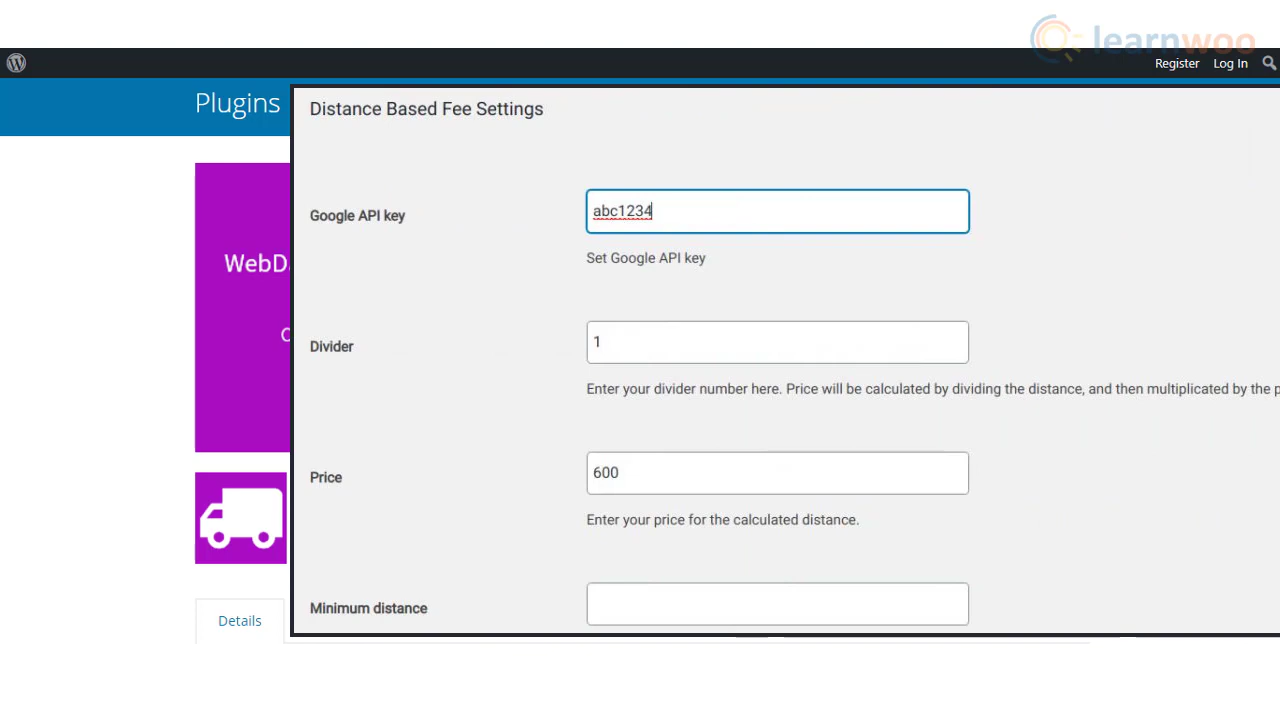 learnwoo
Register Log In
Plugins
Distance Based Fee Settings
Google API key
abc1234
WebD
Set Google API key
Divider
1
Enter your divider number here. Price will be calculated by dividing the distance, and then multiplicated by the p
Price
600
Enter your price for the calculated distance.
Minimum distance
Details